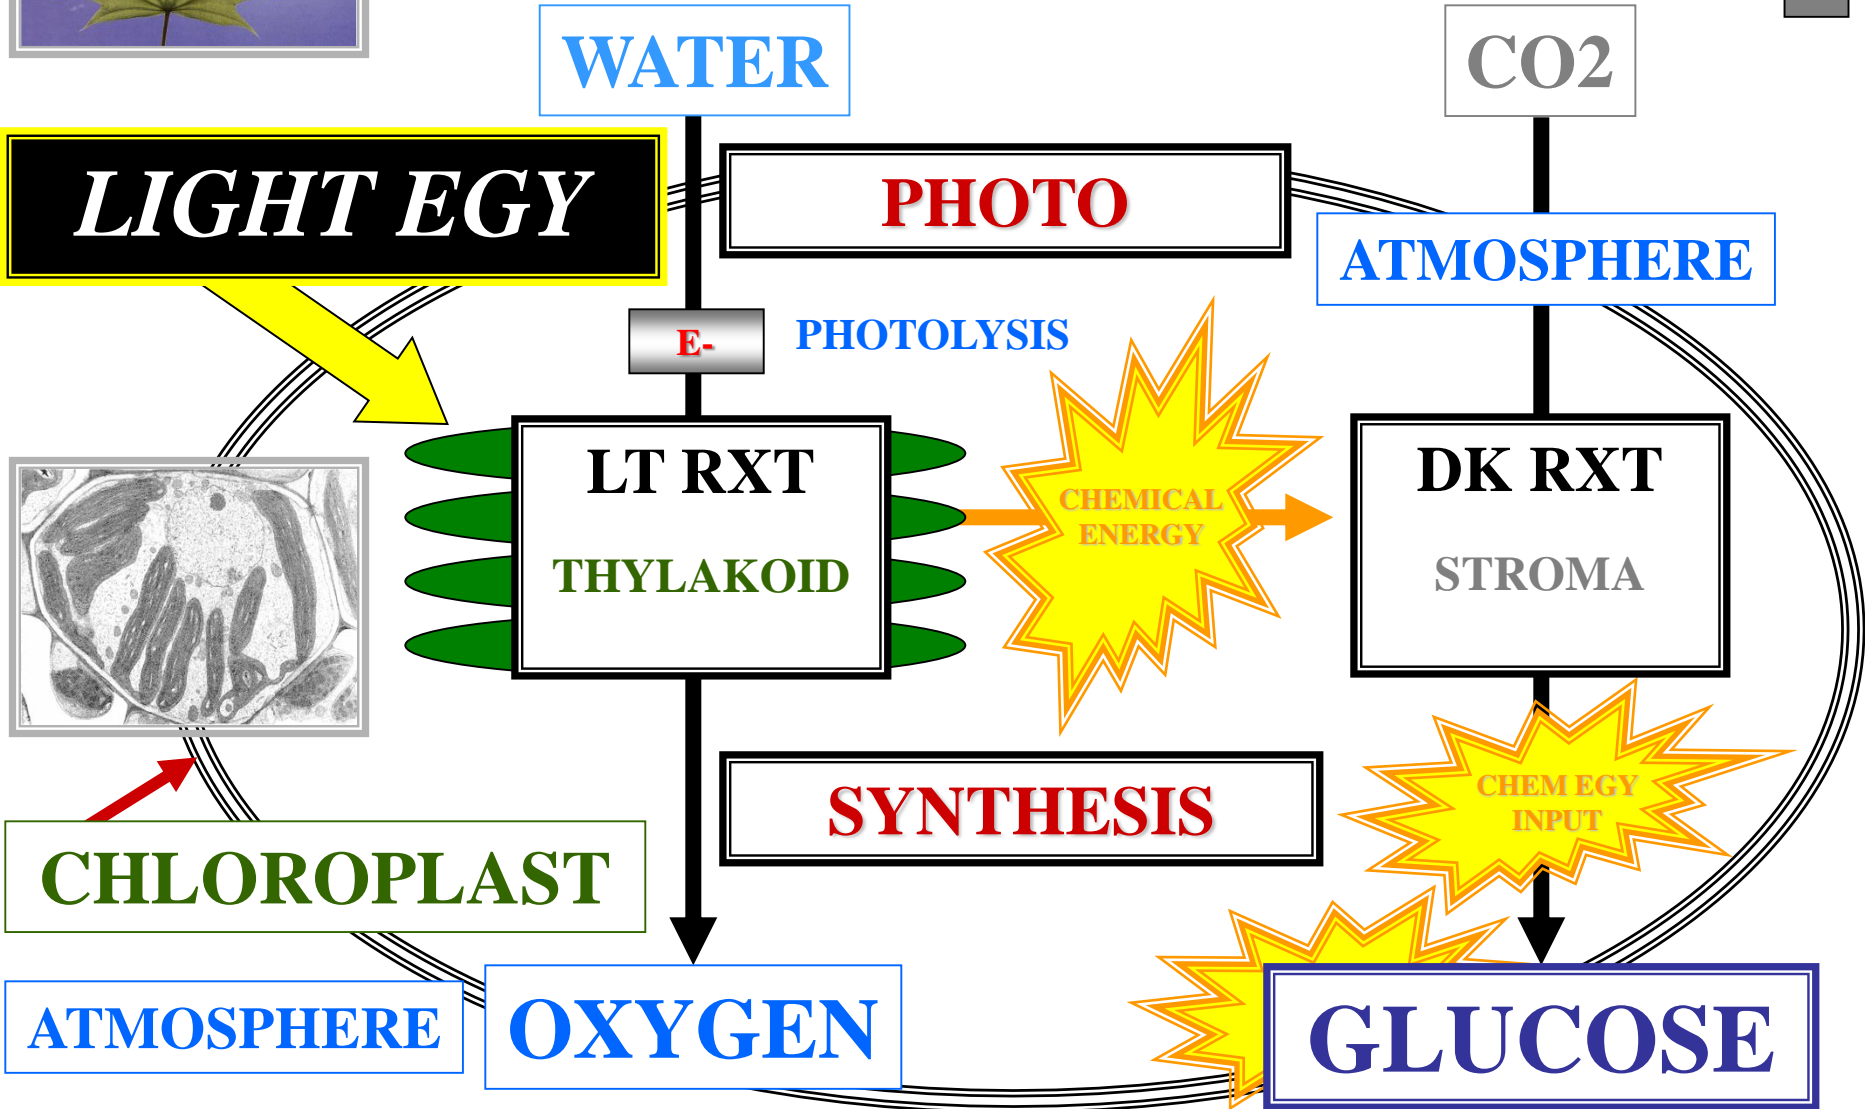 WATER
CO2
LIGHT EGY
PHOTO
ATMOSPHERE
E-
PHOTOLYSIS
LT RXT
THYLAKOID
CHEMICAL
ENERGY
DK RXT
STROMA
SYNTHESIS
CHEM EGY
INPUT
CHLOROPLAST
ATMOSPHERE
OXYGEN
GLUCOSE